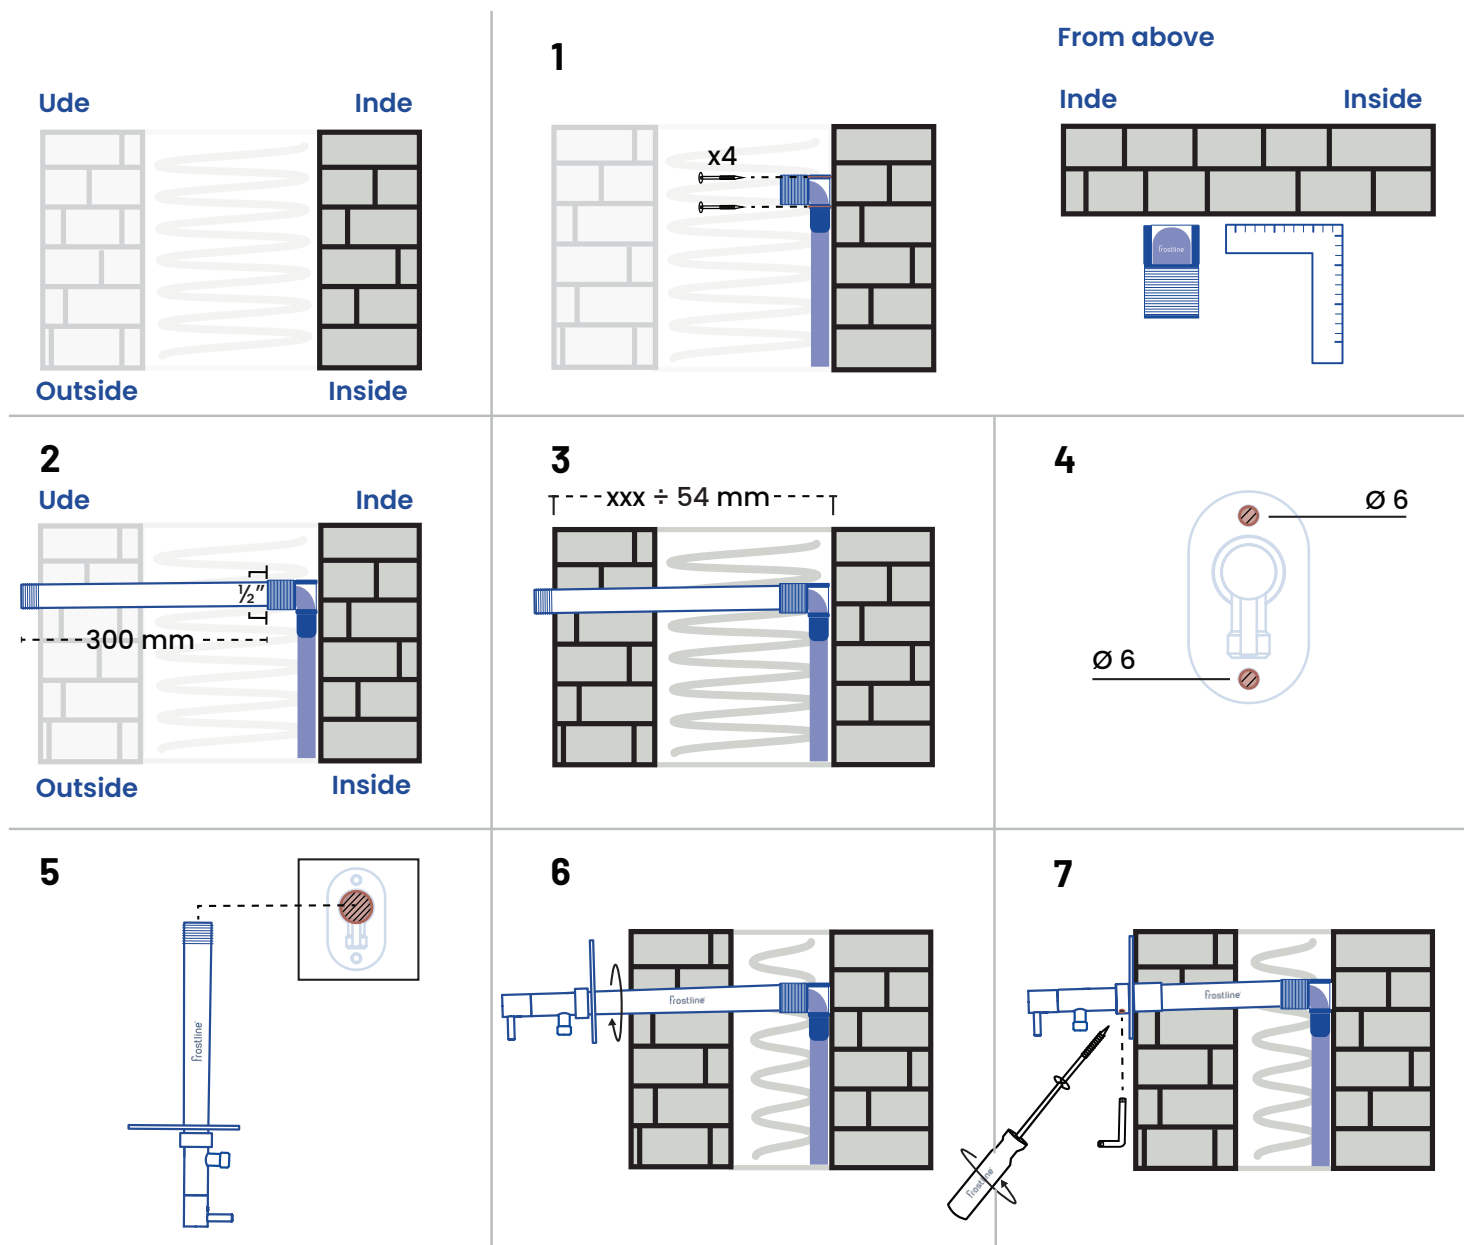 Ude Inde
Outside Inside
1
x4
From above
Inde Inside
frostline
2
Ude Inde
½”
300 mm
Outside Inside
3
xxx ÷ 54 mm
4
Ø 6
Ø 6
5
frostline
6
frostline
7
frostline
frostline